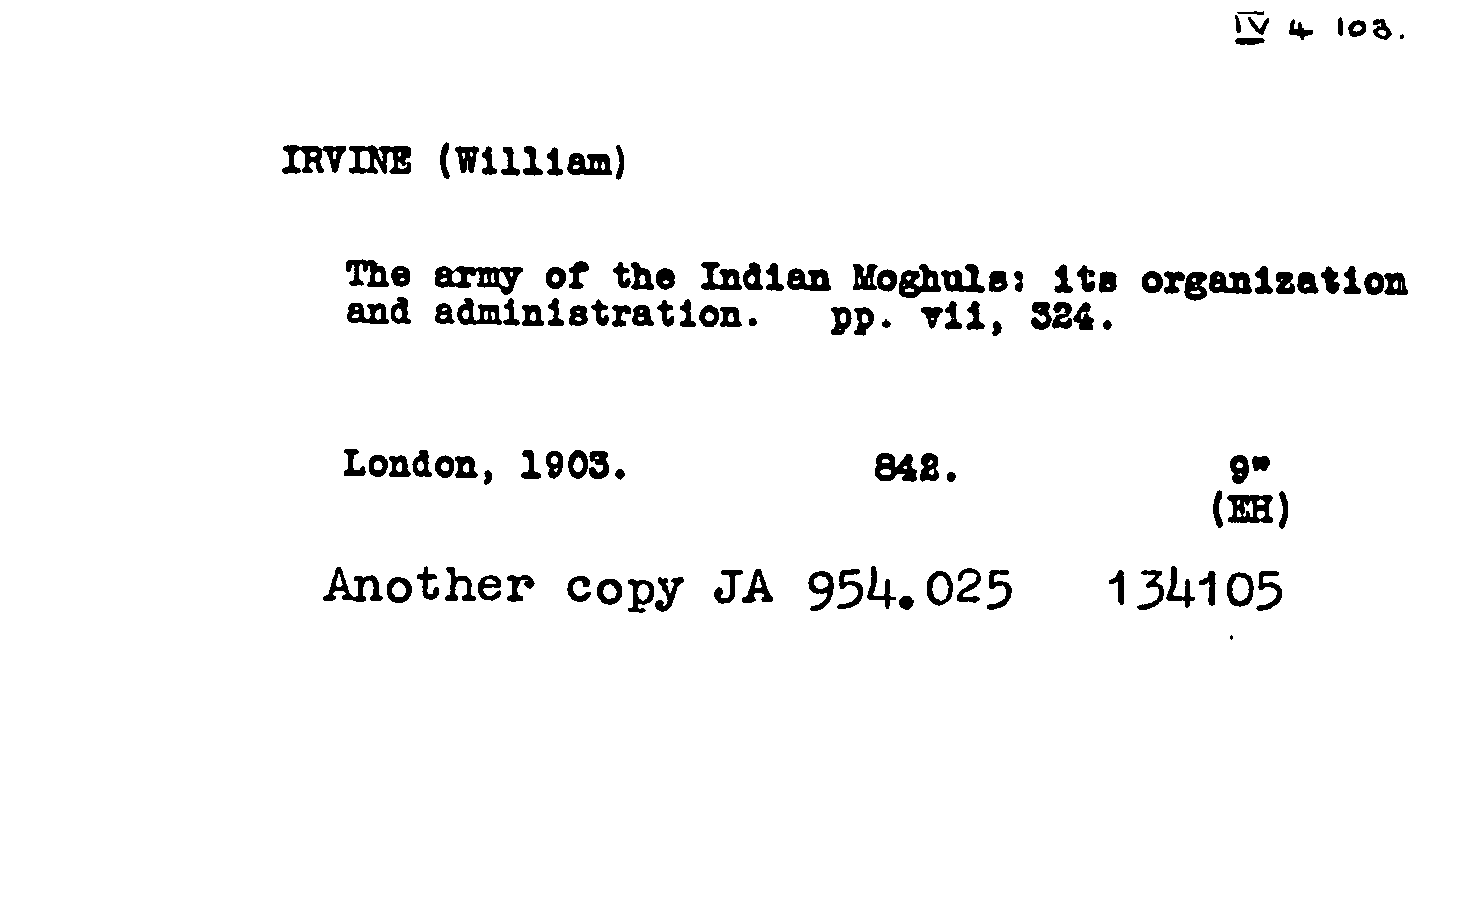 IV 4 103.
IRVINE (William)
The army of the Indian Moghuls: its organization
and administration. pp. vii, 324.
London, 1903. 842. 9"
(EH)
Another copy JA 954.025 134105